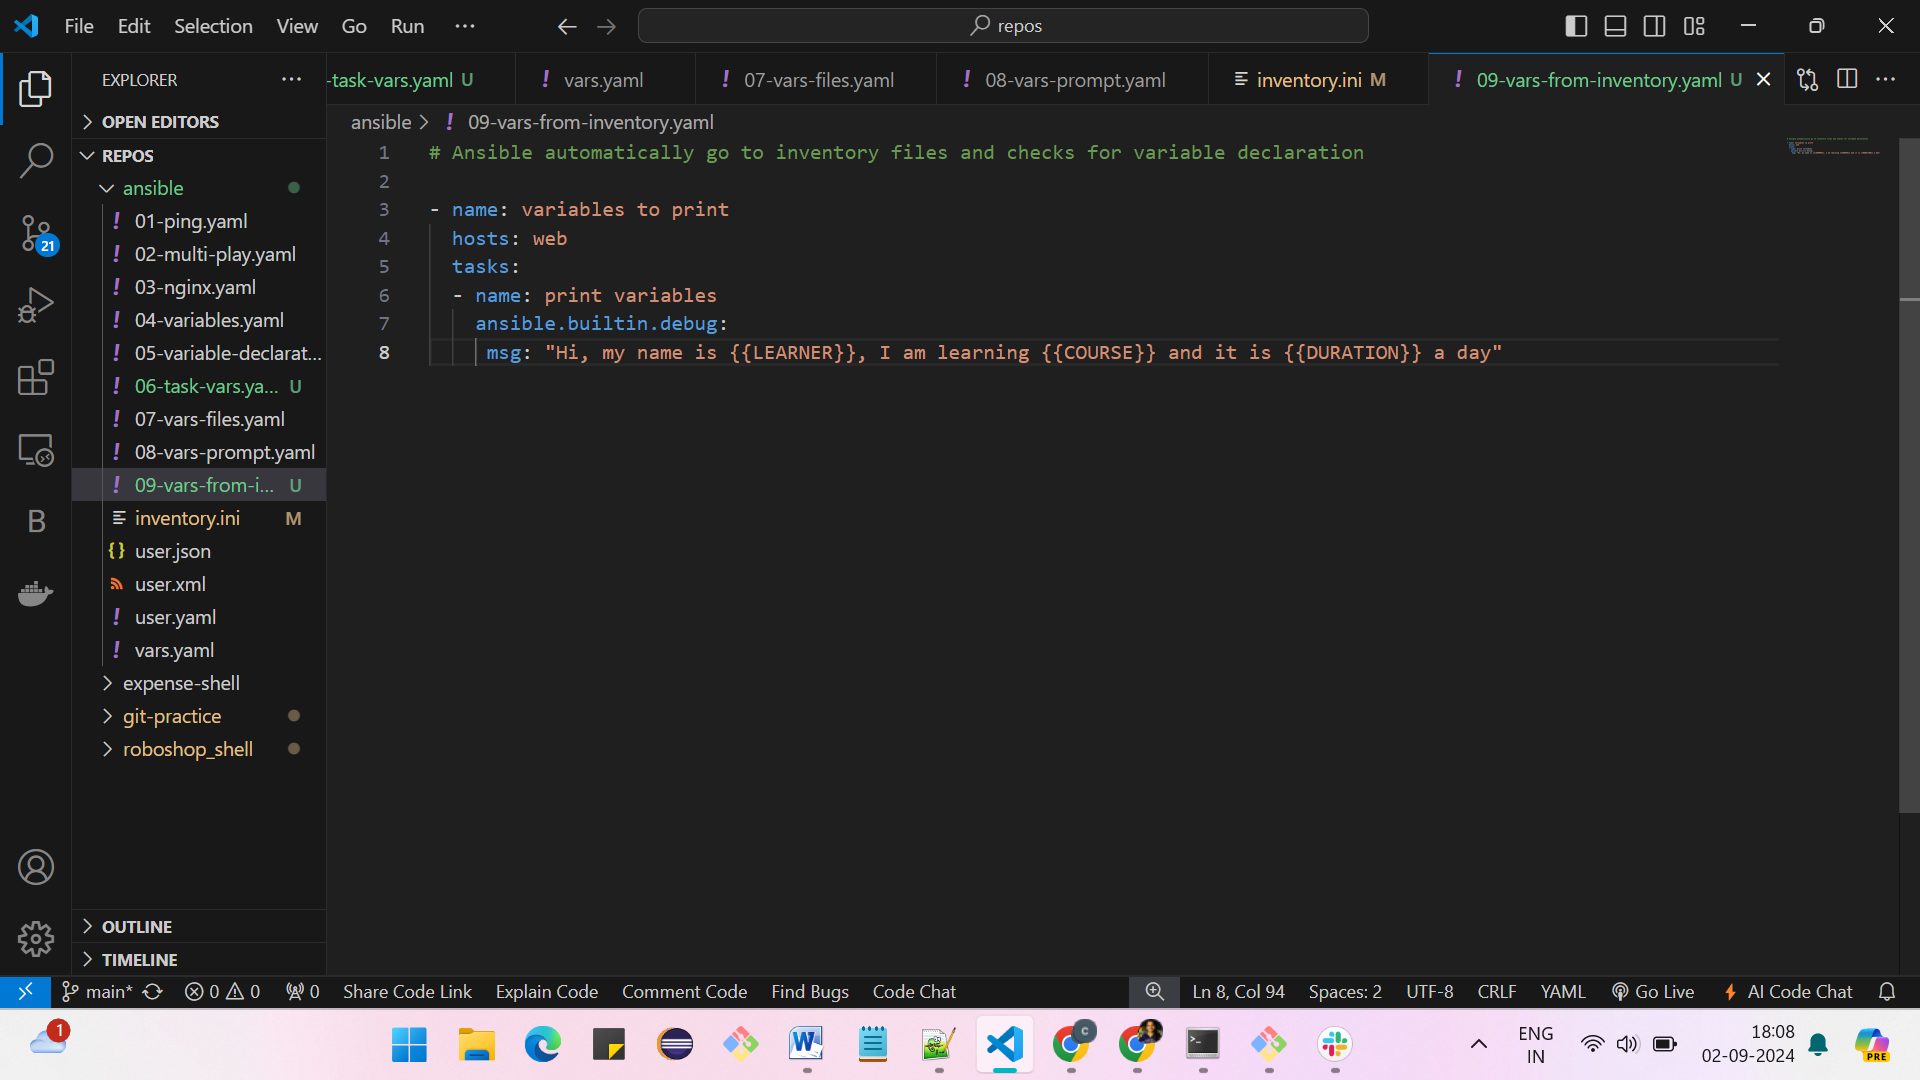 File Edit Selection View Go Run ···
repos
EXPLORER ···
-task-vars.yaml U
! vars.yaml
! 07-vars-files.yaml
! 08-vars-prompt.yaml
inventory.ini M
! 09-vars-from-inventory.yaml U
ansible > ! 09-vars-from-inventory.yaml
OPEN EDITORS
REPOS
ansible
! 01-ping.yaml
! 02-multi-play.yaml
! 03-nginx.yaml
! 04-variables.yaml
! 05-variable-declarat...
! 06-task-vars.ya... U
! 07-vars-files.yaml
! 08-vars-prompt.yaml
! 09-vars-from-i... U
inventory.ini M
{} user.json
user.xml
! user.yaml
! vars.yaml
expense-shell
git-practice
roboshop_shell
OUTLINE
TIMELINE
21
B
1 # Ansible automatically go to inventory files and checks for variable declaration
2
3 - name: variables to print
4 hosts: web
5 tasks:
6 - name: print variables
7 ansible.builtin.debug:
8 msg: "Hi, my name is {{LEARNER}}, I am learning {{COURSE}} and it is {{DURATION}} a day"
main* 0 0 0 Share Code Link Explain Code Comment Code Find Bugs Code Chat Ln 8, Col 94 Spaces: 2 UTF-8 CRLF YAML Go Live AI Code Chat
1
W
C
ENG
IN
18:08
02-09-2024
PRE